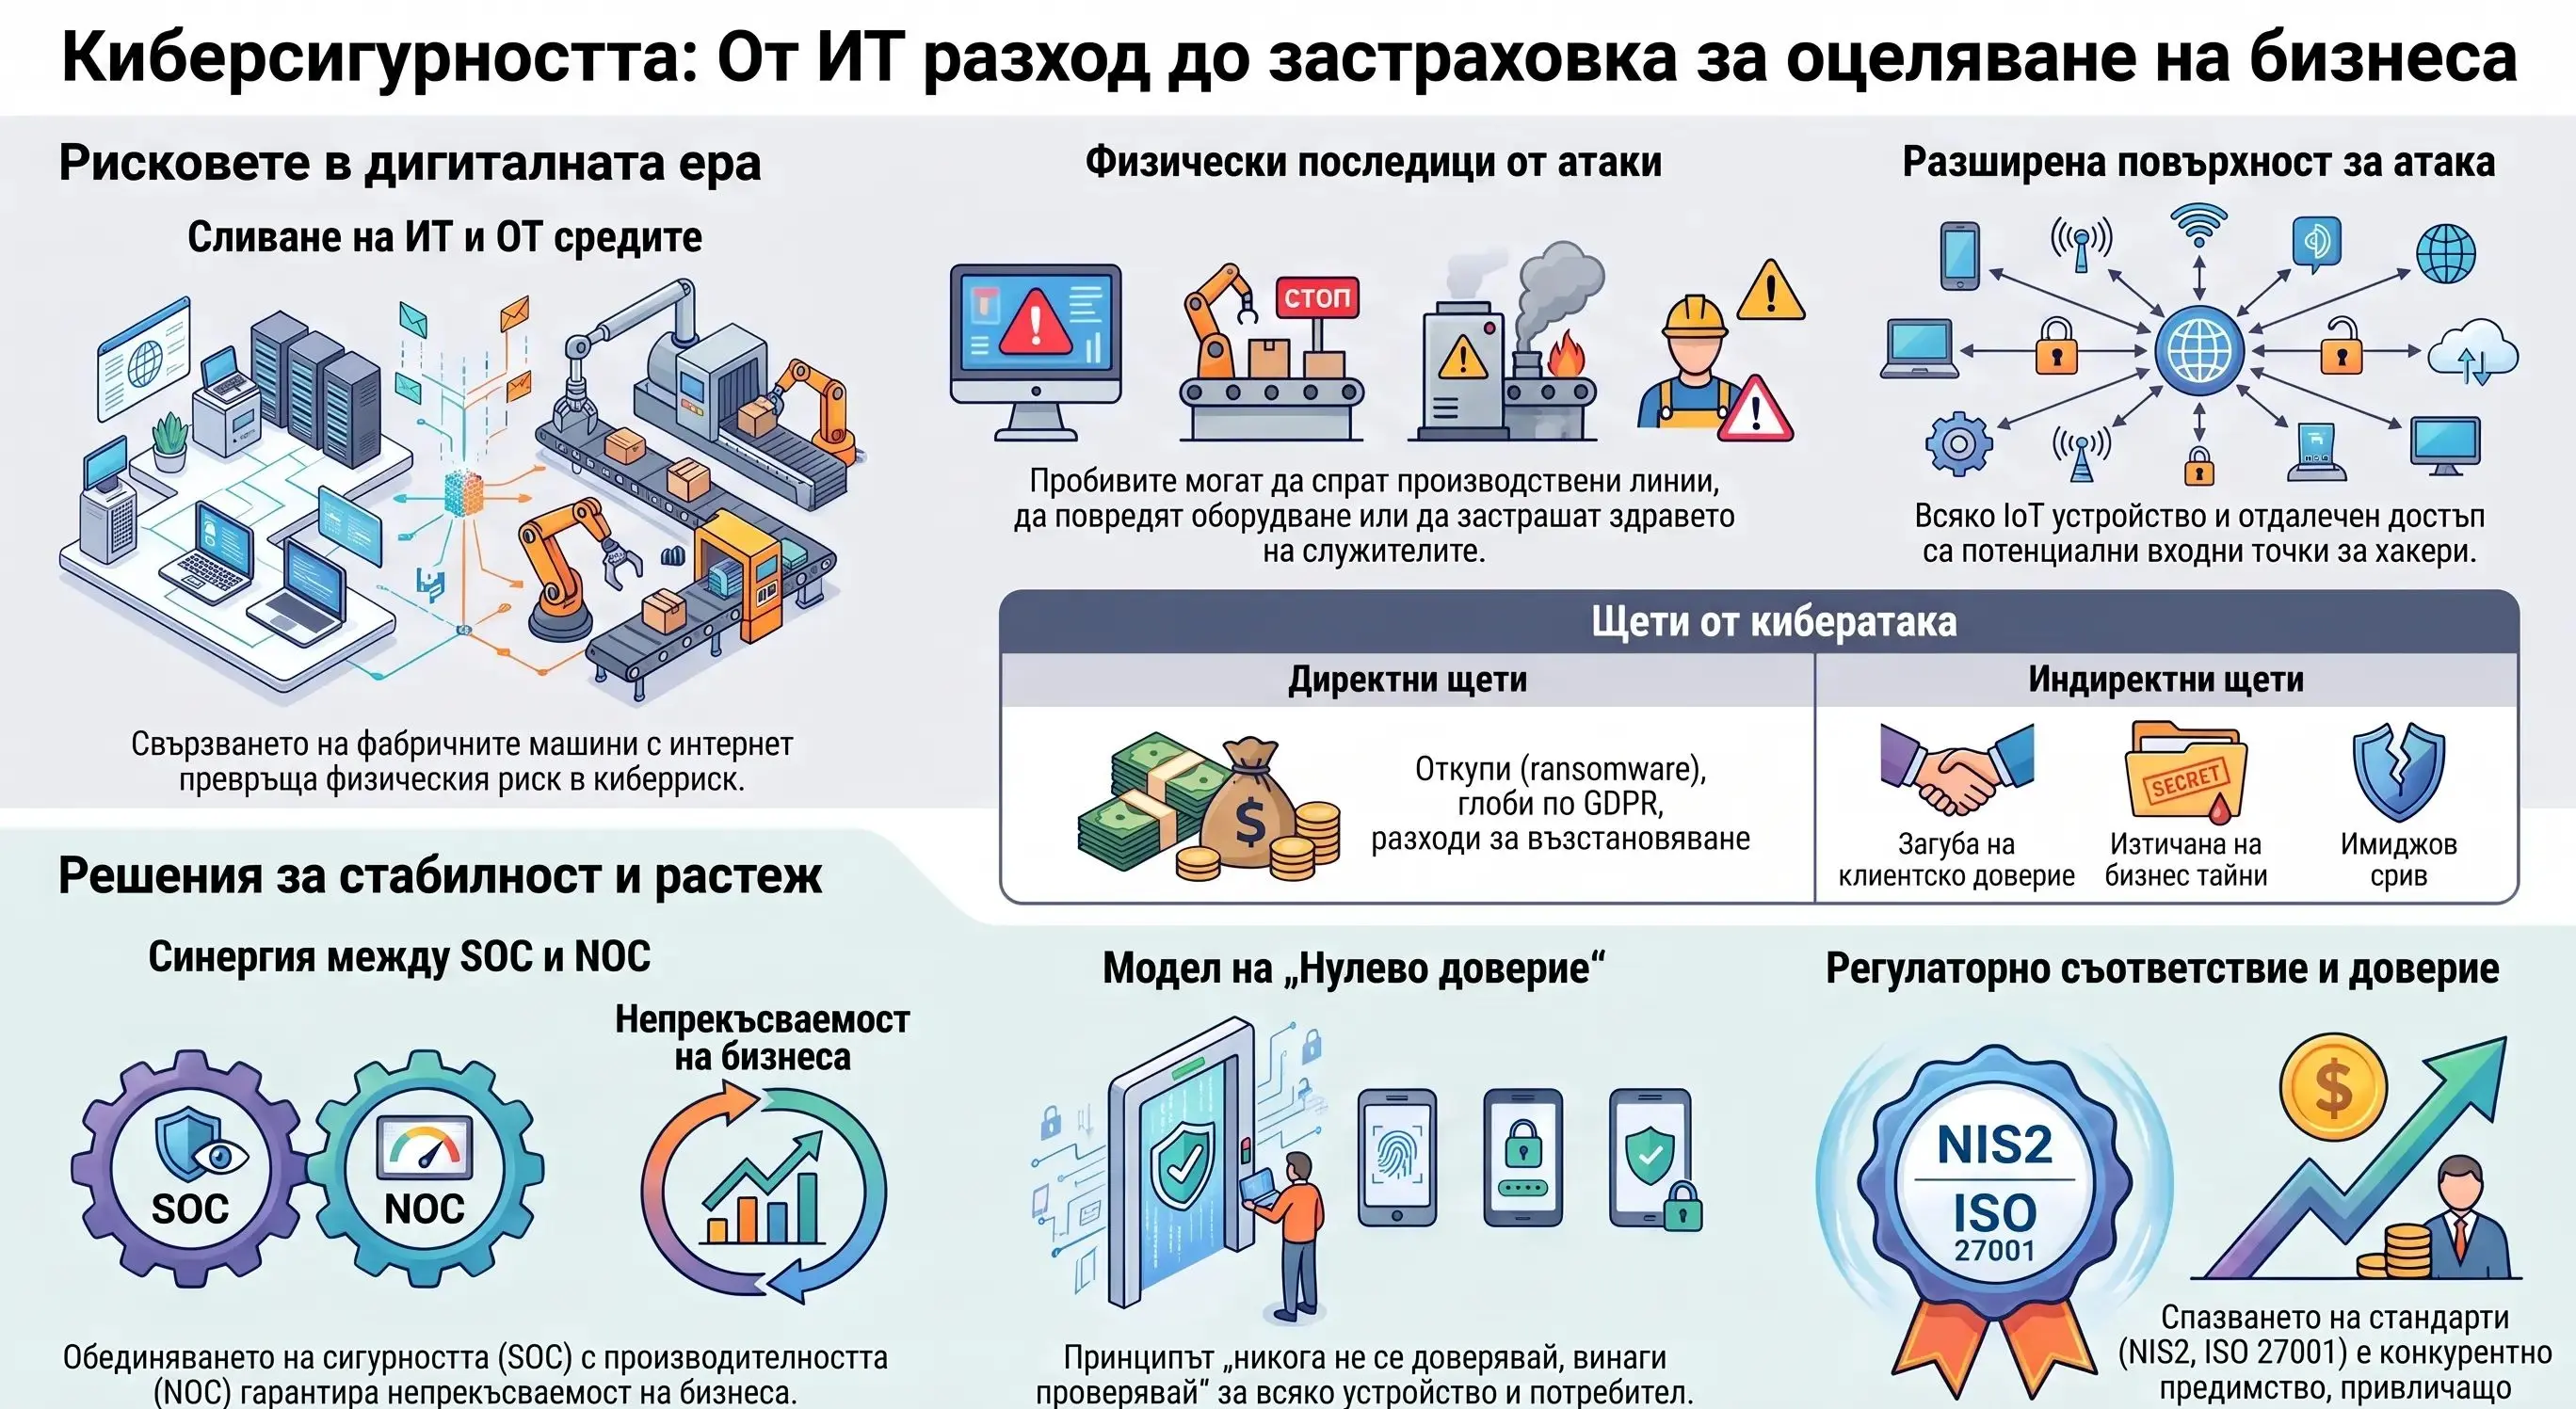 Киберсигурността: От ИТ разход до застраховка за оцеляване на бизнеса
Рисковете в дигиталната ера
Сливане на ИТ и ОТ средите
Свързването на фабричните машини с интернет
превръща физическия риск в киберриск.
Физически последици от атаки
СТОП
Пробивите могат да спрат производствени линии,
да повредят оборудване или да застрашат здравето
на служителите.
Разширена повърхност за атака
Всяко IoT устройство и отдалечен достъп
са потенциални входни точки за хакери.
Щети от кибератака
Директни щети
Откупи (ransomware),
глоби по GDPR,
разходи за възстановяване
Индиректни щети
SECRET
Загуба на
клиентско доверие
Изтичана на
бизнес тайни
Имиджов
срив
Решения за стабилност и растеж
Синергия между SOC и NOC
SOC
NOC
Непрекъсваемост
на бизнеса
Обединяването на сигурността (SOC) с производителността
(NOC) гарантира непрекъсваемост на бизнеса.
Модел на „Нулево доверие“
Принципът „никога не се доверявай, винаги
проверявай“ за всяко устройство и потребител.
Регулаторно съответствие и доверие
NIS2
ISO
27001
Спазването на стандарти
(NIS2, ISO 27001) е конкурентно
предимство, привличащо